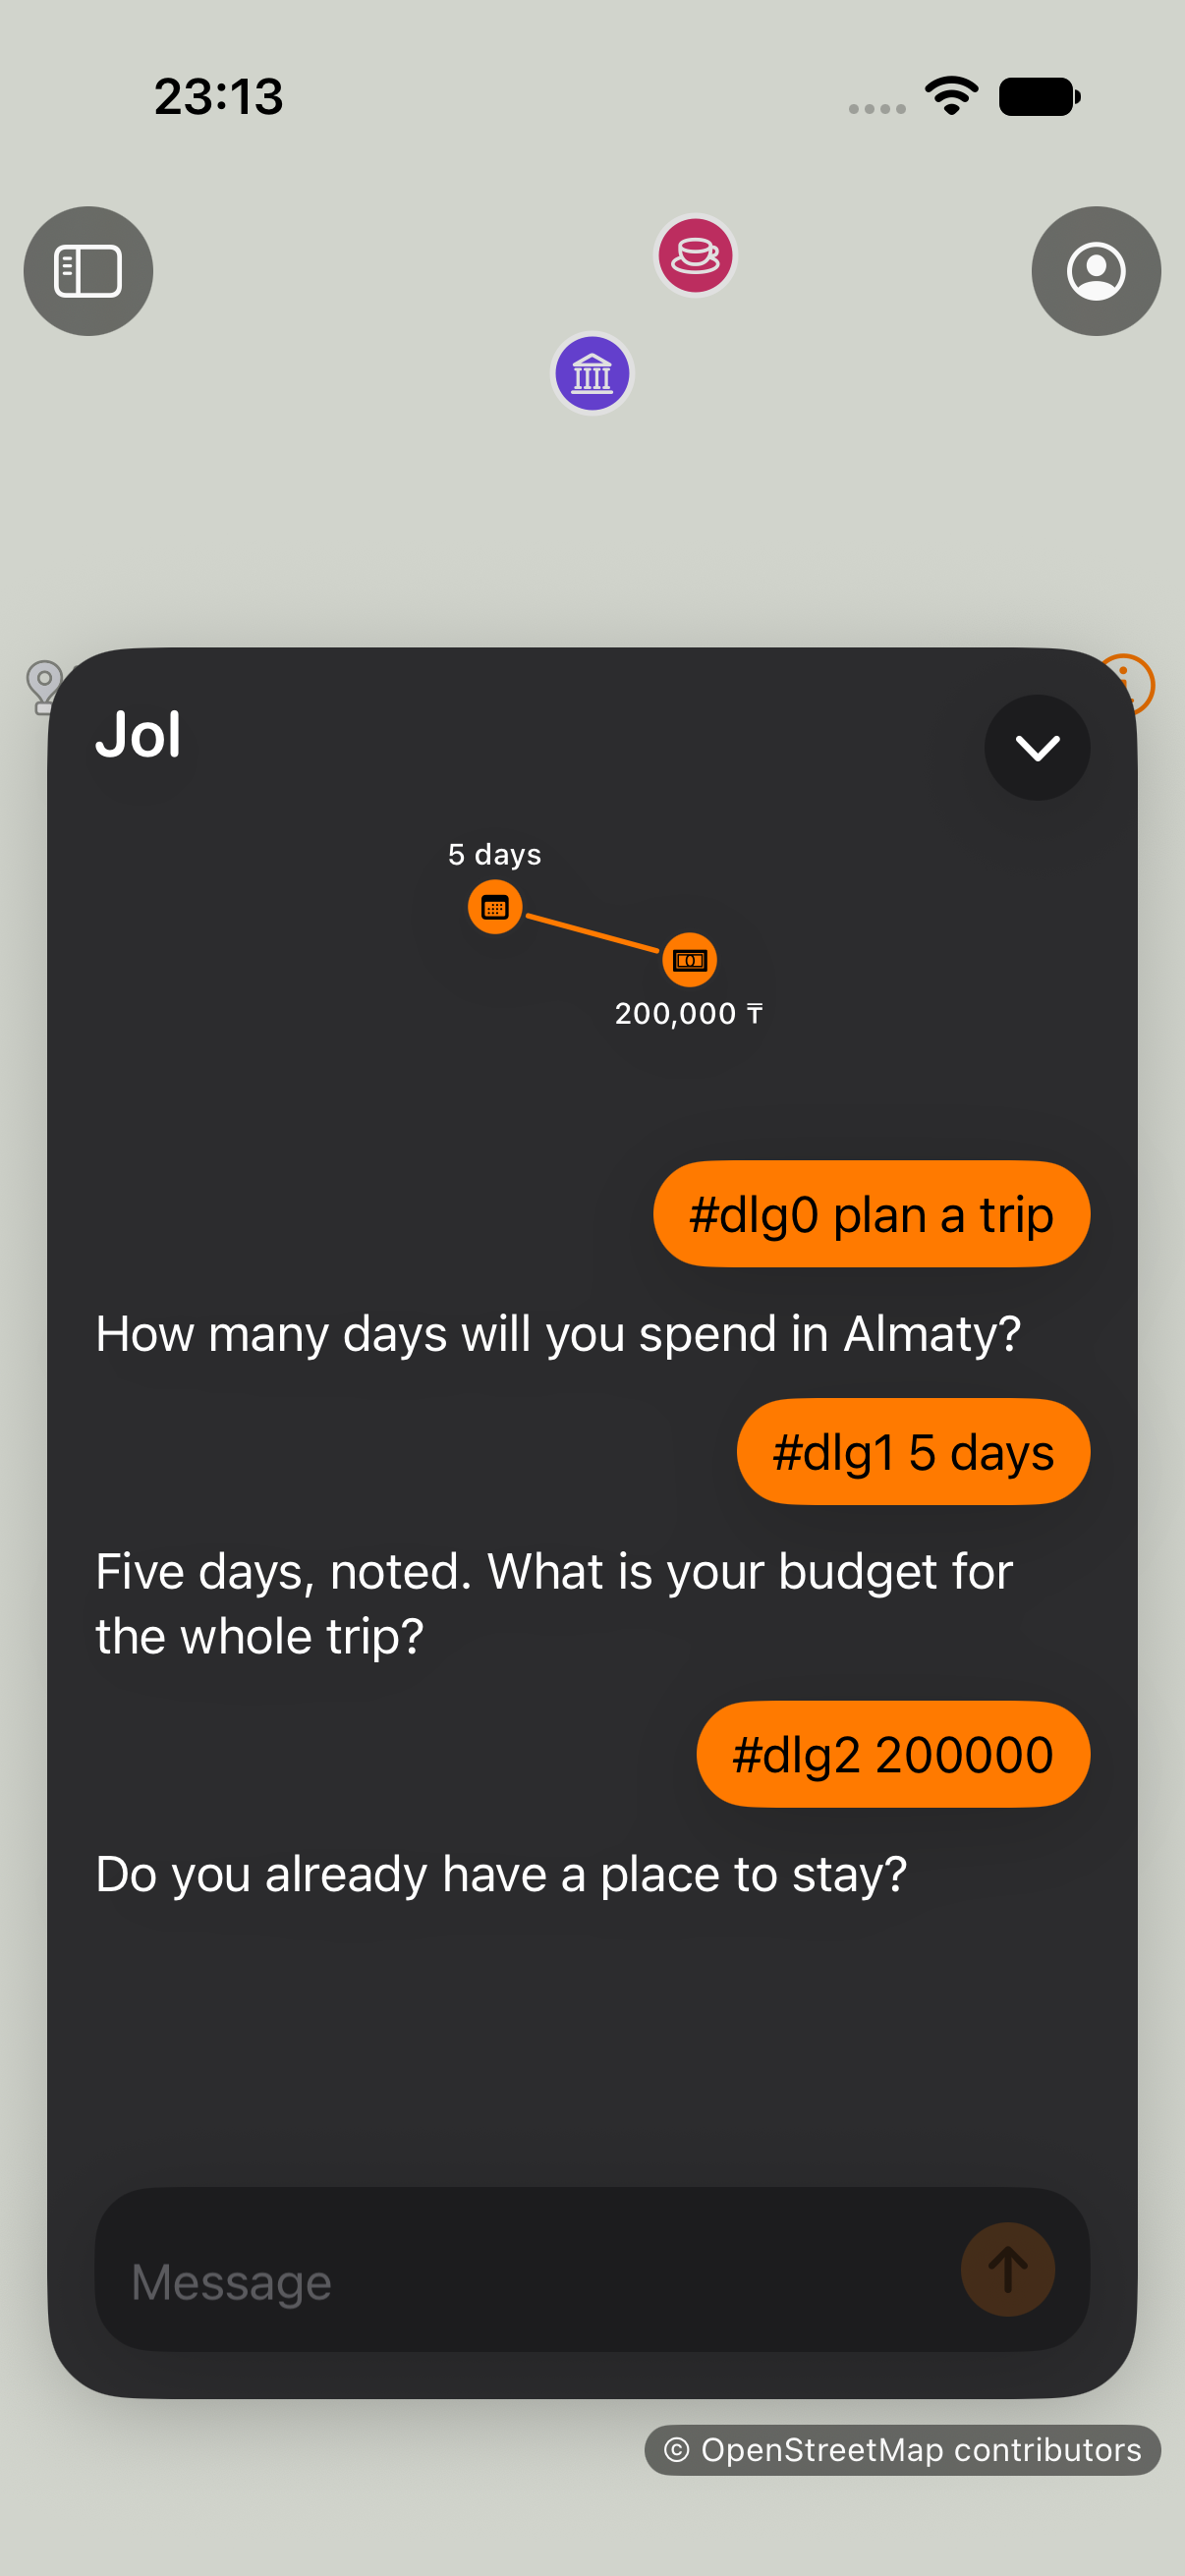 23:13
Jol
5 days
200,000 ₸
#dlg0 plan a trip
How many days will you spend in Almaty?
#dlg1 5 days
Five days, noted. What is your budget for
the whole trip?
#dlg2 200000
Do you already have a place to stay?
Message
© OpenStreetMap contributors